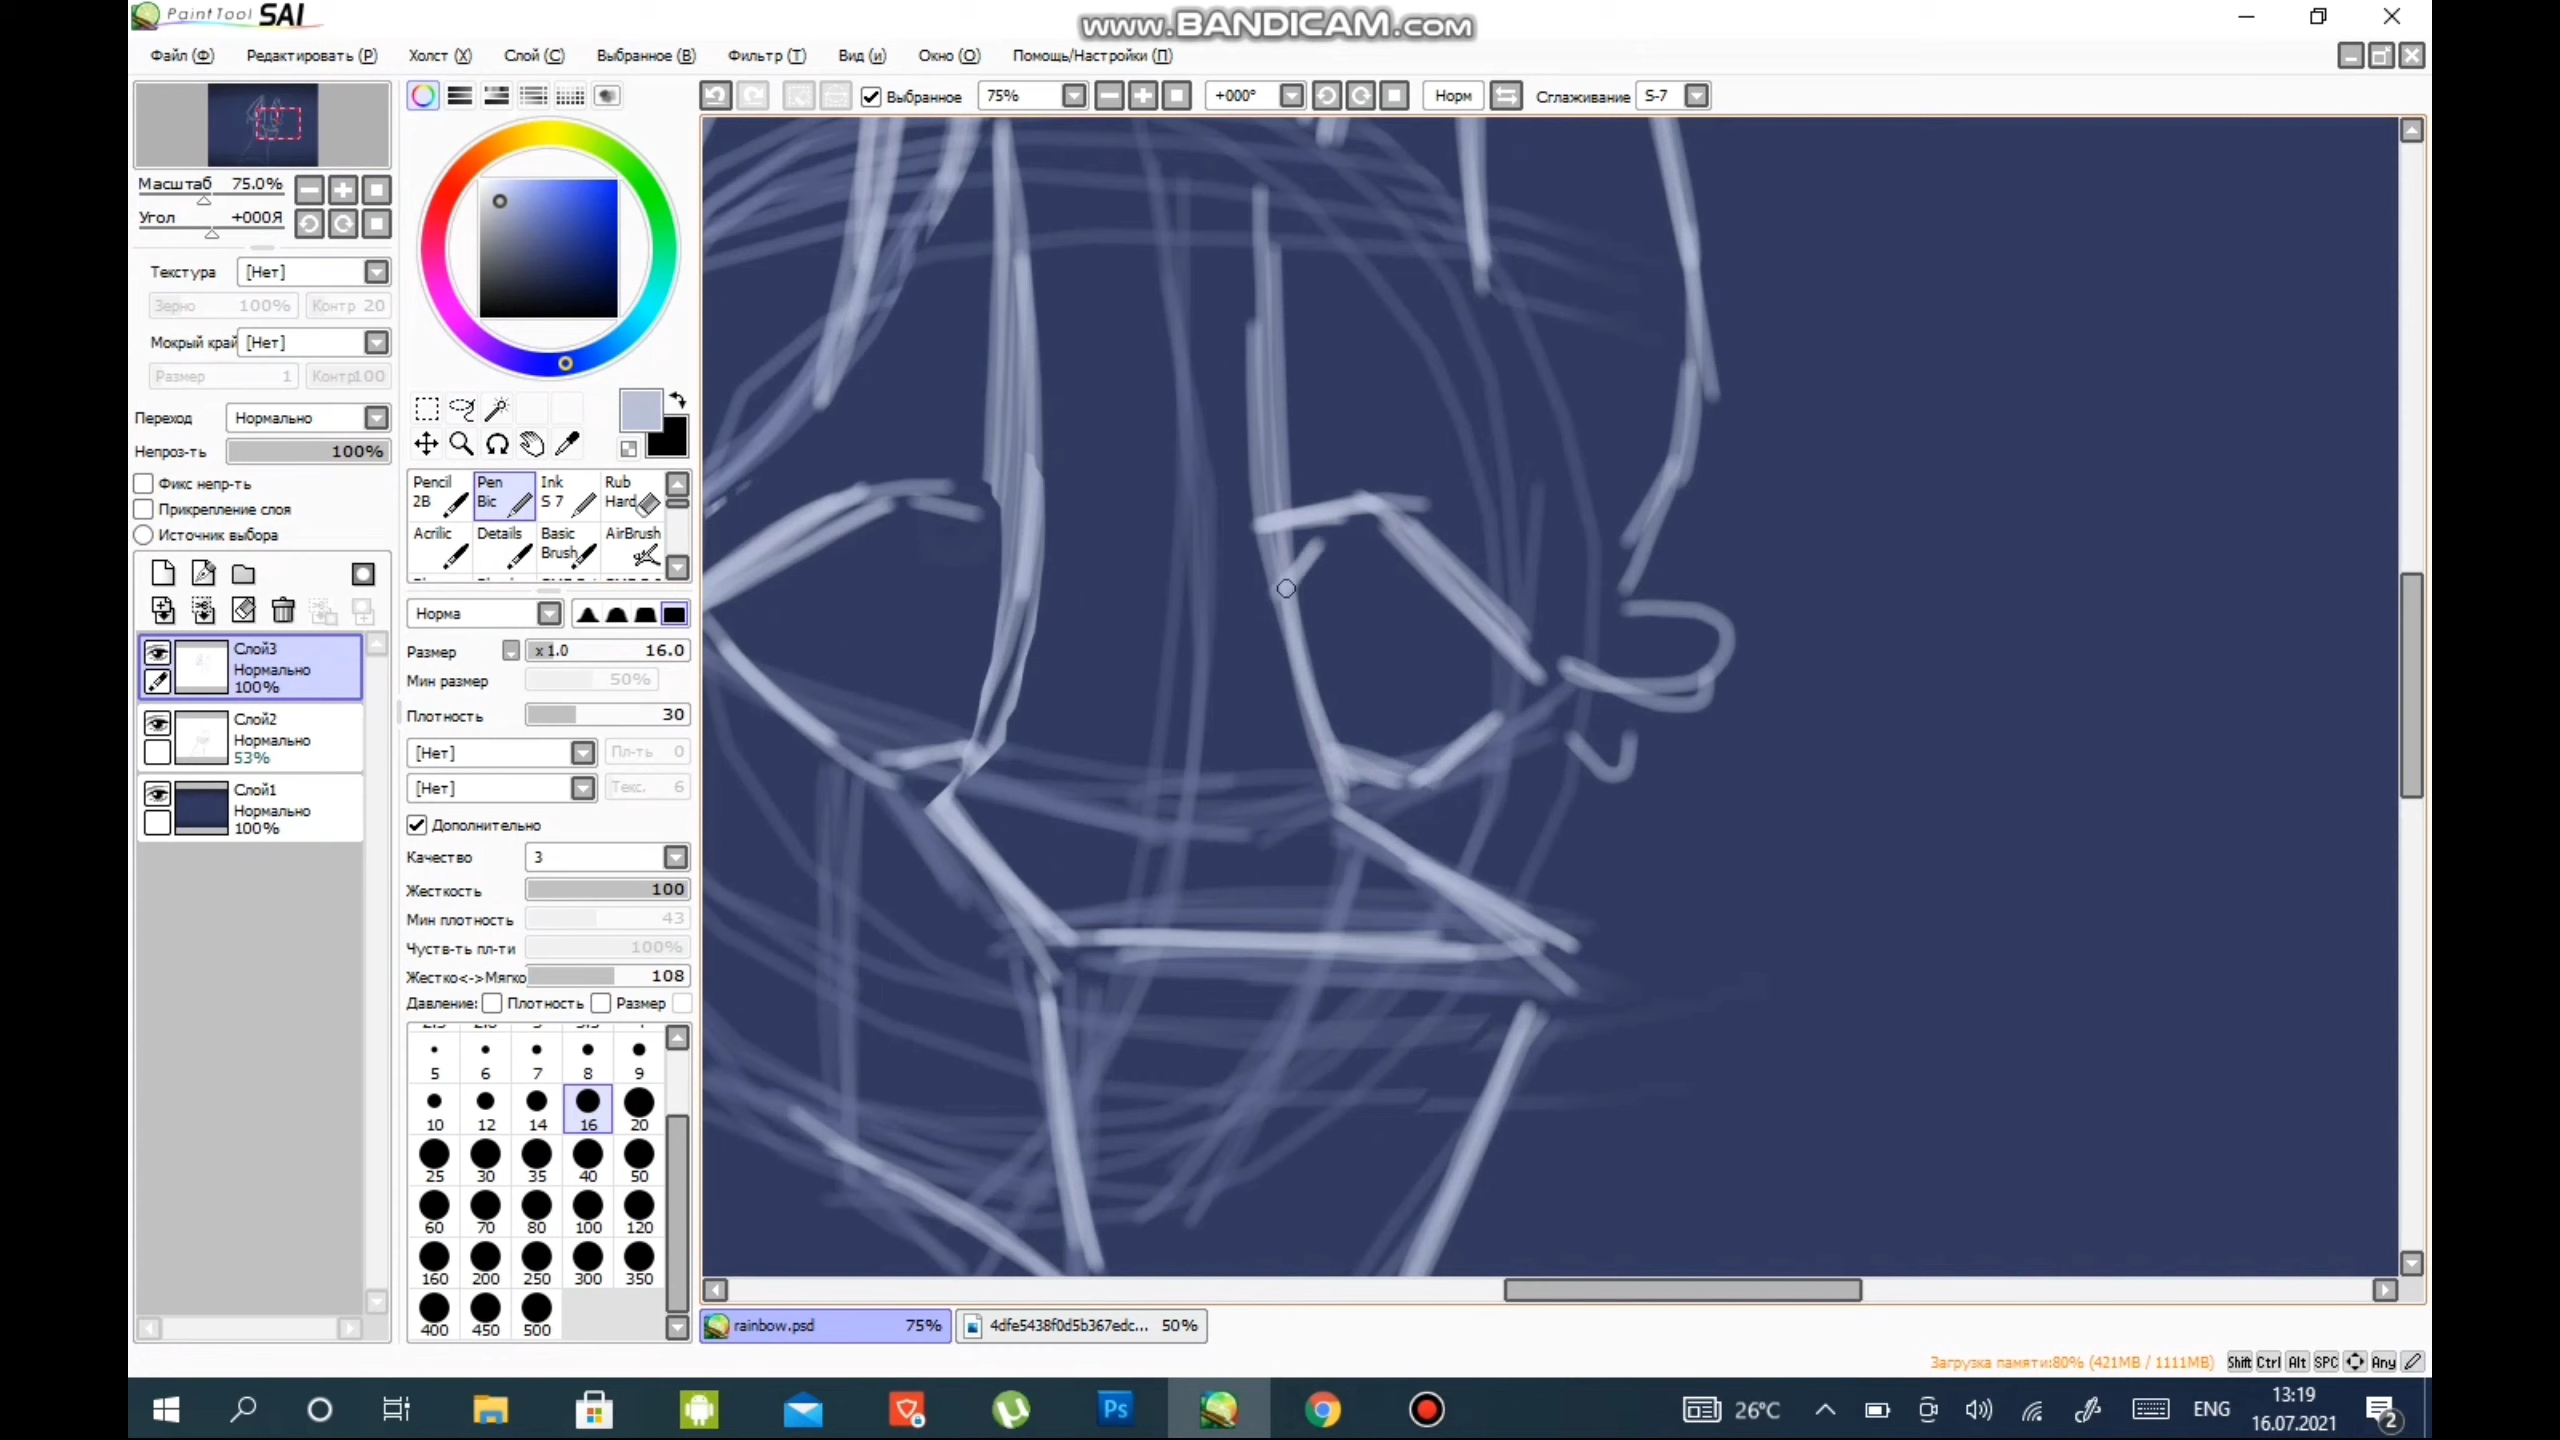 PaintTool SAI
www.BANDICAM.com
Файл (Ф) Редактировать (Р) Холст (Х) Слой (С) Выбранное (В) Фильтр (Т) Вид (и) Окно (О) Помощь/Настройки (П)
Выбранное 75% +000° Норм Сглаживание S-7
Масштаб 75.0%
Угол +000Я
Текстура [Нет]
Зерно 100% Контр 20
Мокрый край [Нет]
Размер 1 Контр100
Переход Нормально
Непроз-ть 100%
Фикс непр-ть
Прикрепление слоя
Источник выбора
Слой3
Нормально
100%
Слой2
Нормально
53%
Слой1
Нормально
100%
Pencil 2B
Pen Bic
Ink S 7
Rub Hard
Acrilic
Details
Basic Brush
AirBrush
Норма
Размер x 1.0 16.0
Мин размер 50%
Плотность 30
[Нет] Пл-ть 0
[Нет] Текс. 6
Дополнительно
Качество 3
Жесткость 100
Мин плотность 43
Чуств-ть пл-ти 100%
Жестко<->Мягко 108
Давление: Плотность Размер
5 6 7 8 9
10 12 14 16 20
25 30 35 40 50
60 70 80 100 120
160 200 250 300 350
400 450 500
rainbow.psd 75% 4dfe5438f0d5b367edc... 50%
Загрузка памяти:80% (421MB / 1111MB) Shift Ctrl Alt SPC Any
Ps
26°C
ENG
13:19
16.07.2021
2